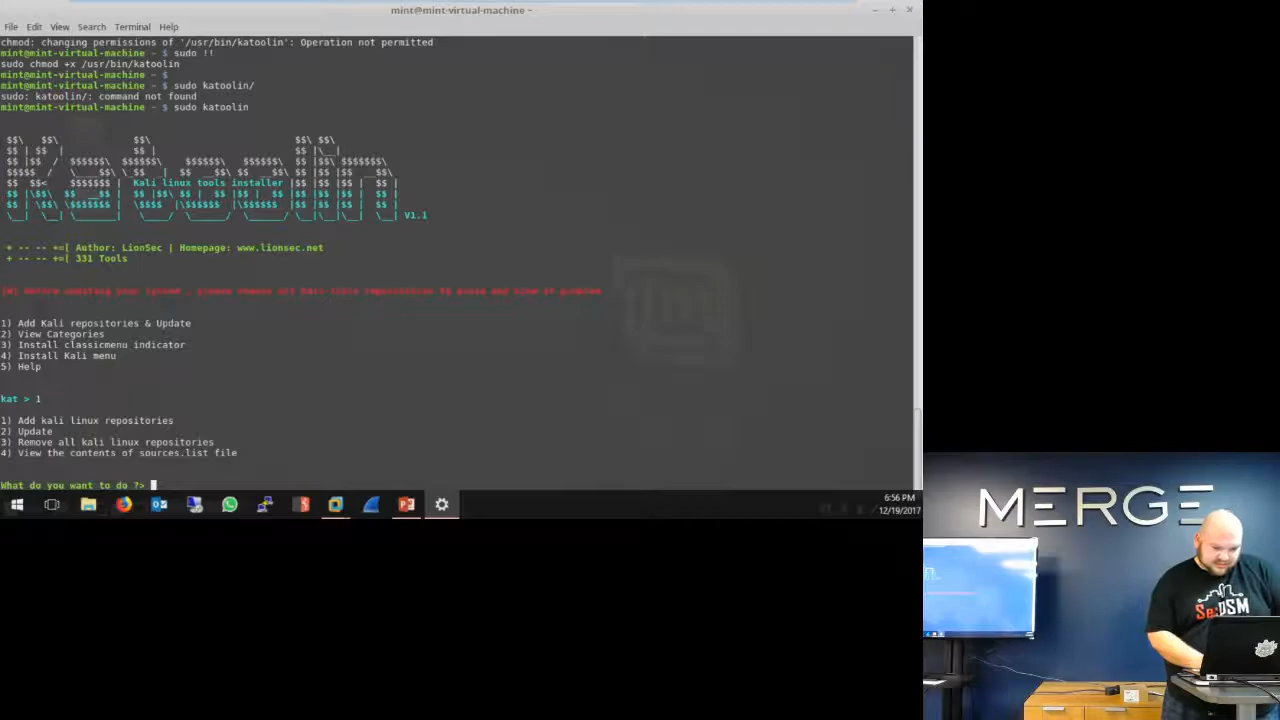 mint@mint-virtual-machine ~
File Edit View Search Terminal Help
chmod: changing permissions of '/usr/bin/katoolin': Operation not permitted
mint@mint-virtual-machine ~ $ sudo !!
sudo chmod +x /usr/bin/katoolin
mint@mint-virtual-machine ~ $
mint@mint-virtual-machine ~ $ sudo katoolin/
sudo: katoolin/: command not found
mint@mint-virtual-machine ~ $ sudo katoolin
Kali linux tools installer
V1.1
+ -- -- +=[ Author: LionSec | Homepage: www.lionsec.net
+ -- -- +=[ 331 Tools
1) Add Kali repositories & Update
2) View Categories
3) Install classicmenu indicator
4) Install Kali menu
5) Help
kat > 1
1) Add kali linux repositories
2) Update
3) Remove all kali linux repositories
4) View the contents of sources.list file
What do you want to do ?>
6:56 PM
12/19/2017
MERGE
SecDSM